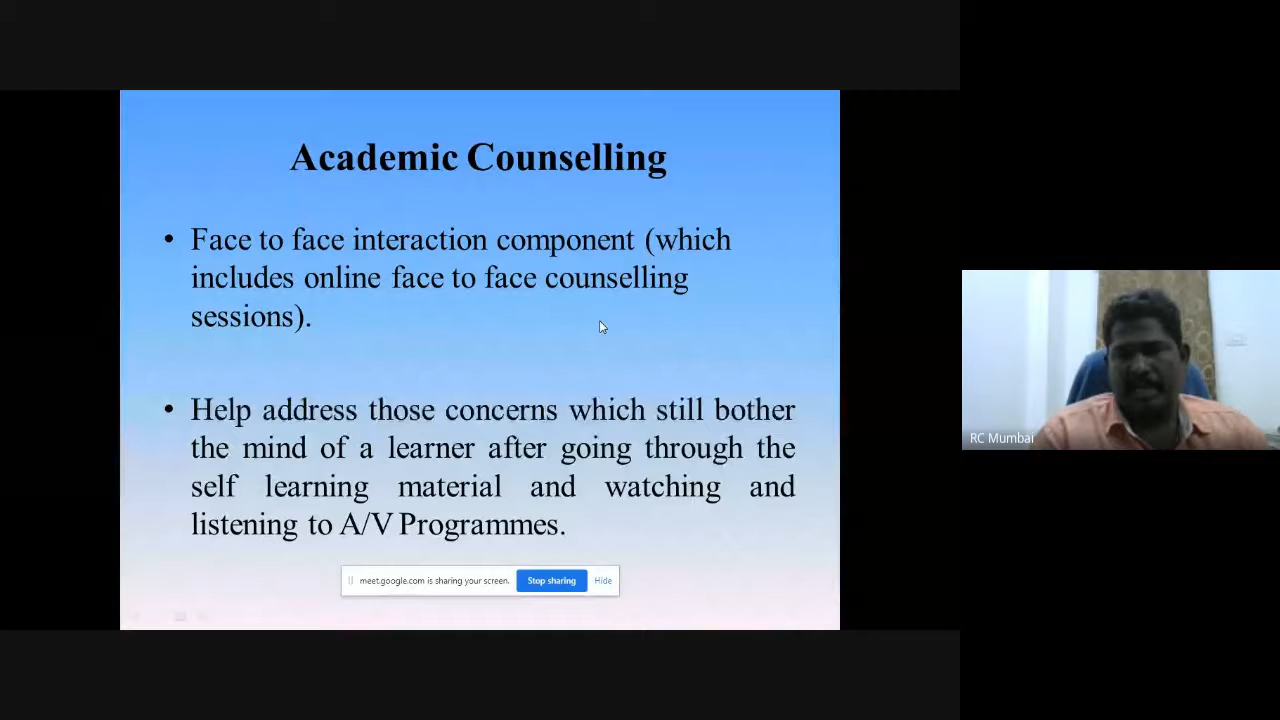 Academic Counselling
• Face to face interaction component (which
includes online face to face counselling
sessions).
• Help address those concerns which still bother
the mind of a learner after going through the
self learning material and watching and
listening to A/V Programmes.
meet.google.com is sharing your screen. Stop sharing Hide
RC Mumbai